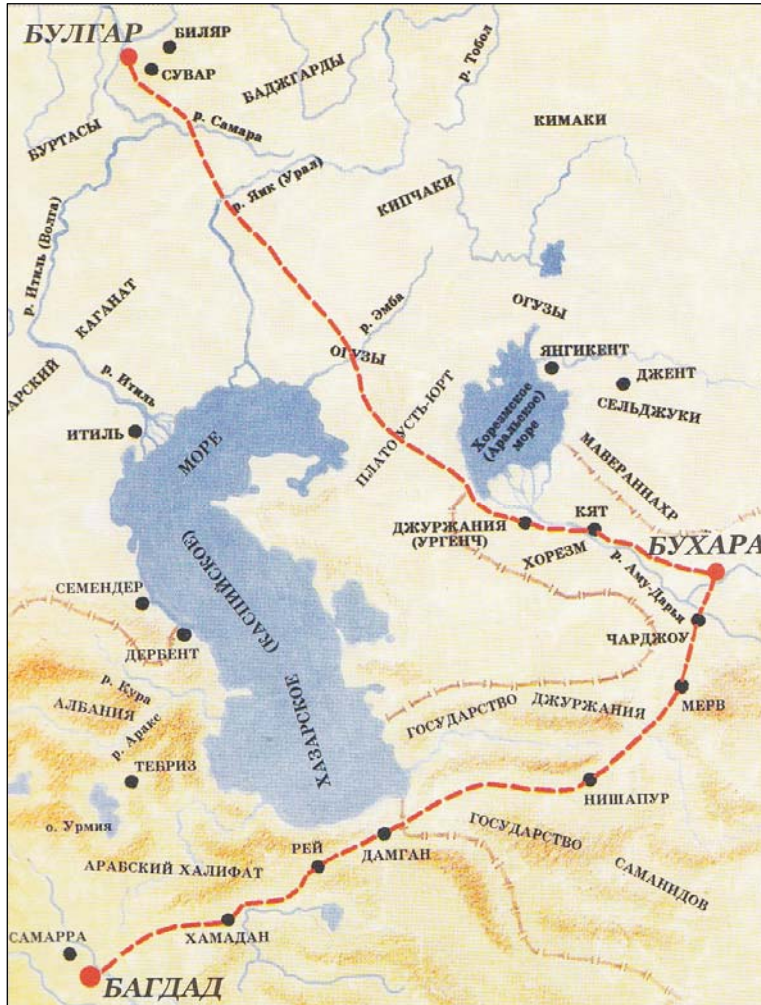 БУЛГАР
БИЛЯР
СУВАР
БАДЖГАРДЫ
р. Тобол
БУРТАСЫ
р. Самара
КИМАКИ
р. Яик (Урал)
КИПЧАКИ
р. Итиль (Волга)
КАГАНАТ
АРСКИЙ
р. Итиль
р. Эмба
ОГУЗЫ
ОГУЗЫ
ЯНГИКЕНТ
ДЖЕНТ
СЕЛЬДЖУКИ
ПЛАТО УСТЬ-ЮРТ
Хорезмское
(Аральское)
море
ИТИЛЬ
МАВЕРАННАХР
ХАЗАРСКОЕ (КАСПИЙСКОЕ) МОРЕ
ДЖУРЖАНИЯ
(УРГЕНЧ)
КЯТ
ХОРЕЗМ
БУХАРА
р. Аму-Дарья
СЕМЕНДЕР
ДЕРБЕНТ
ЧАРДЖОУ
р. Кура
АЛБАНИЯ
р. Аракс
ТЕБРИЗ
ГОСУДАРСТВО ДЖУРЖАНИЯ
МЕРВ
о. Урмия
НИШАПУР
РЕЙ
ДАМГАН
ГОСУДАРСТВО
САМАНИДОВ
АРАБСКИЙ ХАЛИФАТ
ХАМАДАН
САМАРРА
БАГДАД